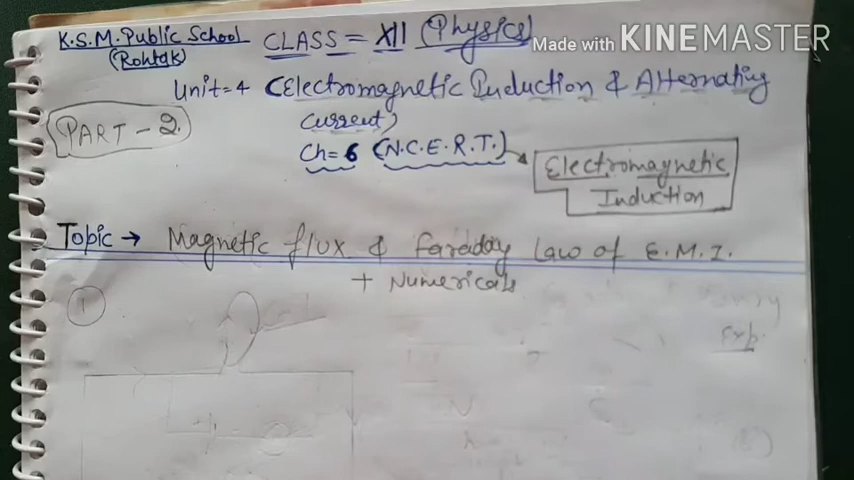 K.S.M. Public School
(Rohtak)
CLASS = XII (Physics)
Made with KINEMASTER
Unit=4 (Electromagnetic Induction & Alternating
Current)
PART - 2.
Ch= 6 (N.C.E.R.T.) →
Electromagnetic
Induction
Topic → Magnetic flux & Faraday Law of E.M.I.
+ Numericals
1